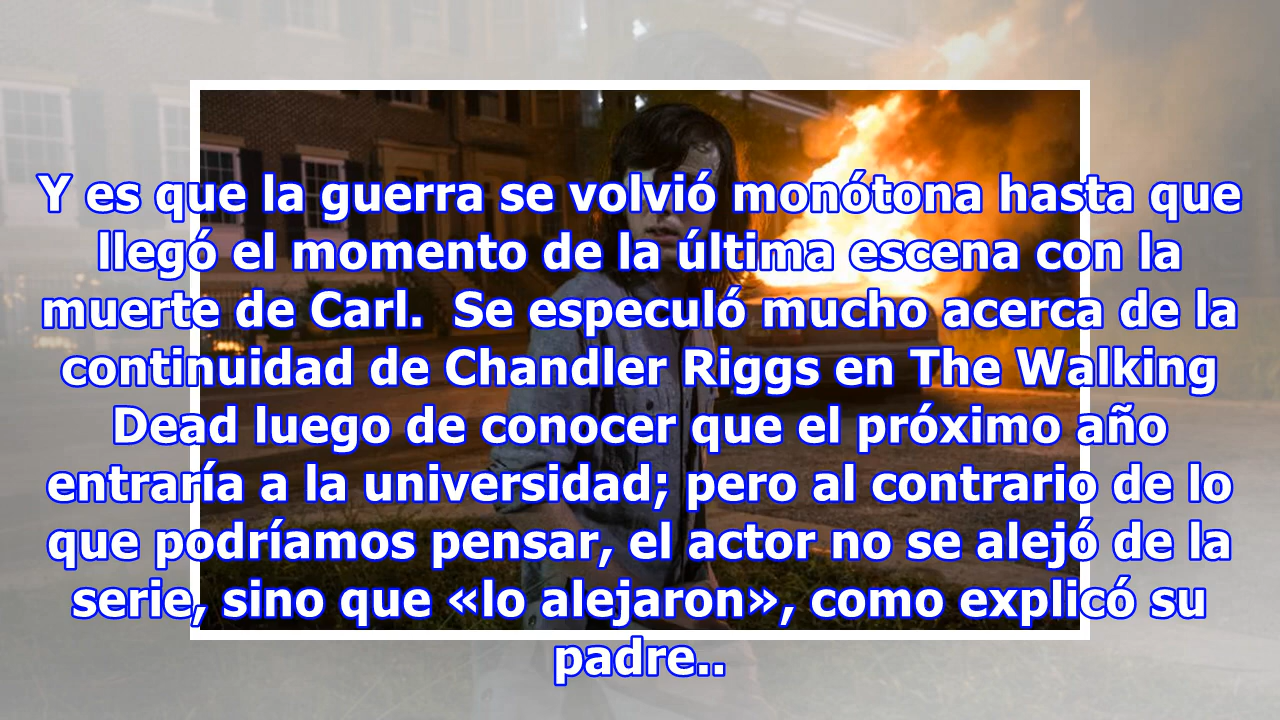 Y es que la guerra se volvió monótona hasta que
llegó el momento de la última escena con la
muerte de Carl.  Se especuló mucho acerca de la
continuidad de Chandler Riggs en The Walking
Dead luego de conocer que el próximo año
entraría a la universidad; pero al contrario de lo
que podríamos pensar, el actor no se alejó de la
serie, sino que «lo alejaron», como explicó su
padre..